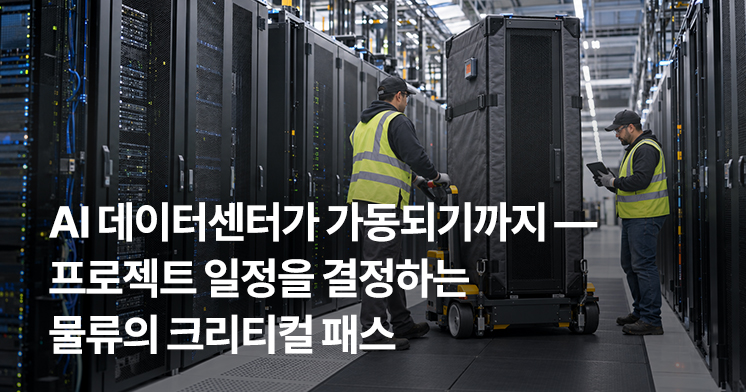 AI 데이터센터가 가동되기까지 —
프로젝트 일정을 결정하는
물류의 크리티컬 패스